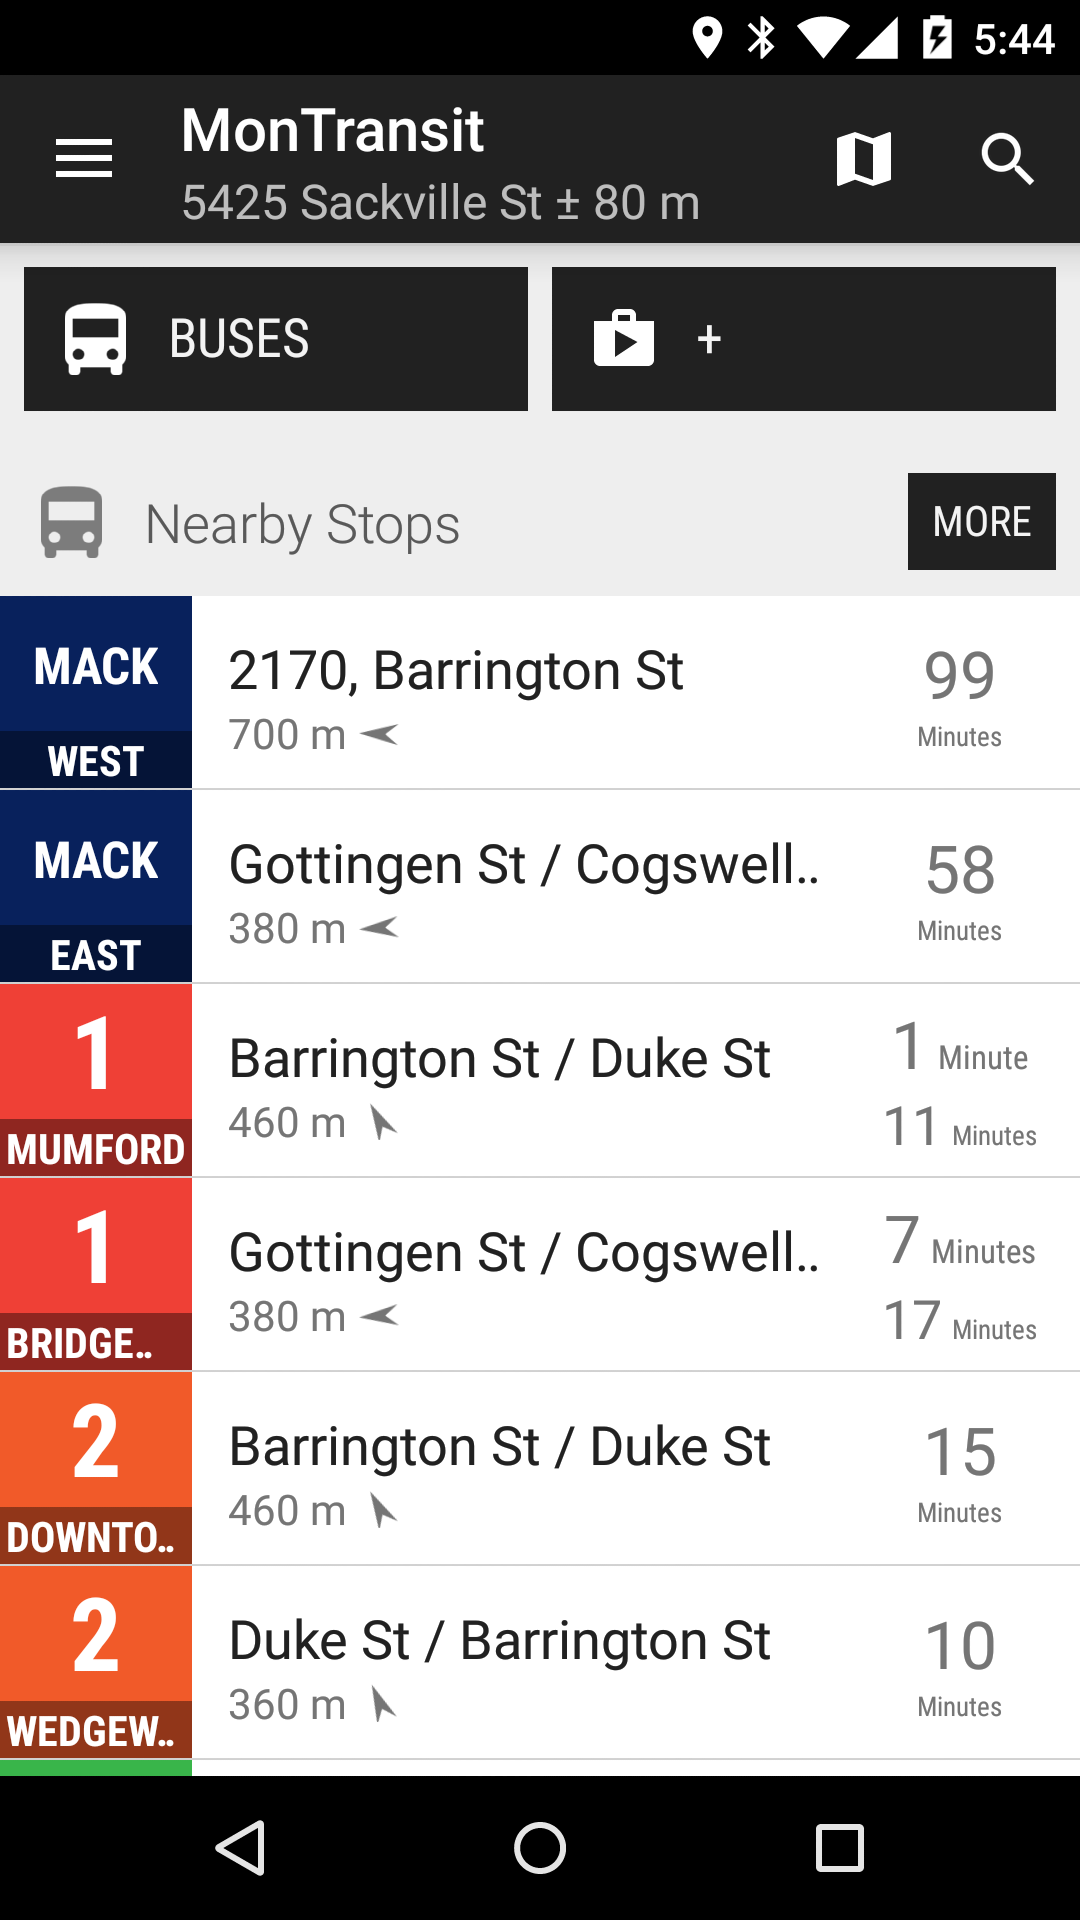 5:44
MonTransit
5425 Sackville St ± 80 m
BUSES
+
Nearby Stops
MORE
MACK
WEST
2170, Barrington St
700 m
99
Minutes
MACK
EAST
Gottingen St / Cogswell..
380 m
58
Minutes
1
MUMFORD
Barrington St / Duke St
460 m
1 Minute
11 Minutes
1
BRIDGE..
Gottingen St / Cogswell..
380 m
7 Minutes
17 Minutes
2
DOWNTO..
Barrington St / Duke St
460 m
15
Minutes
2
WEDGEW..
Duke St / Barrington St
360 m
10
Minutes